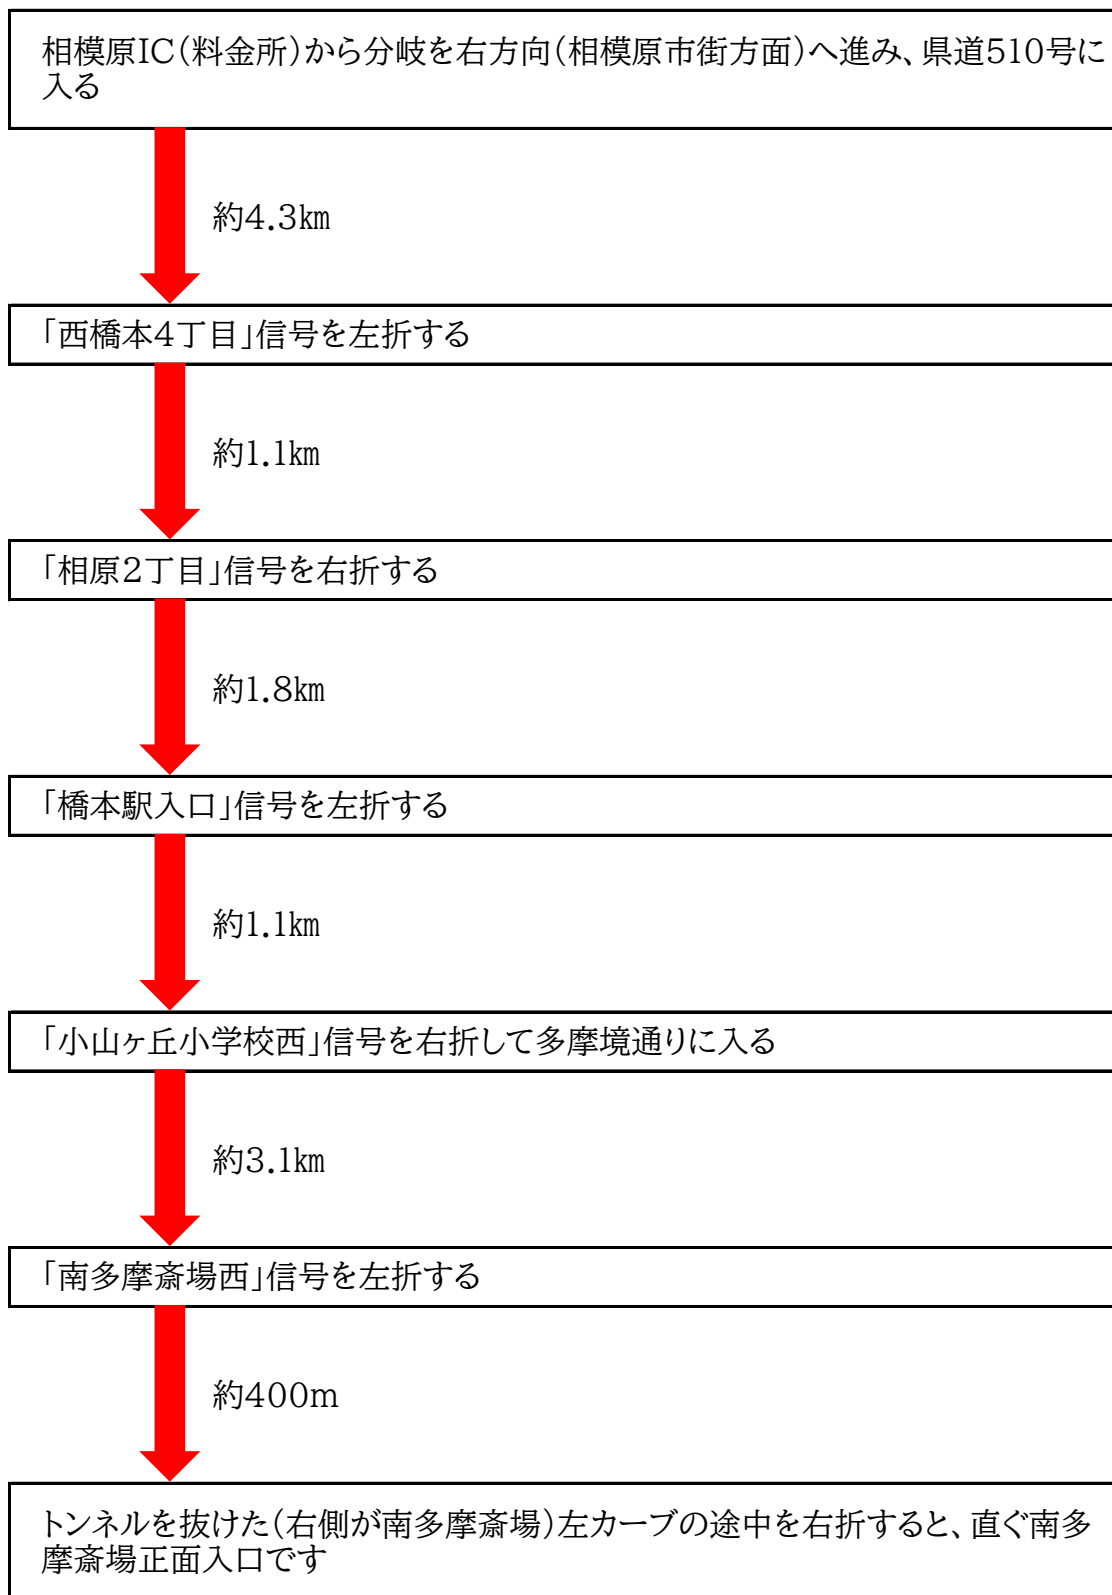 相模原IC（料金所）から分岐を右方向（相模原市街方面）へ進み、県道510号に
入る
約4.3㎞
「西橋本4丁目」信号を左折する
約1.1㎞
「相原2丁目」信号を右折する
約1.8㎞
「橋本駅入口」信号を左折する
約1.1㎞
「小山ヶ丘小学校西」信号を右折して多摩境通りに入る
約3.1㎞
「南多摩斎場西」信号を左折する
約400m
トンネルを抜けた（右側が南多摩斎場）左カーブの途中を右折すると、直ぐ南多
摩斎場正面入口です